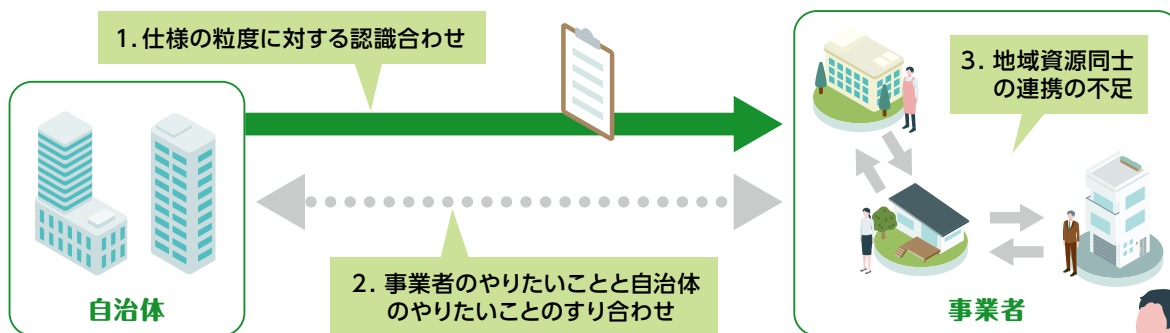 1. 仕様の粒度に対する認識合わせ
3. 地域資源同士
の連携の不足
2. 事業者のやりたいことと自治体
のやりたいことのすり合わせ
自治体
事業者